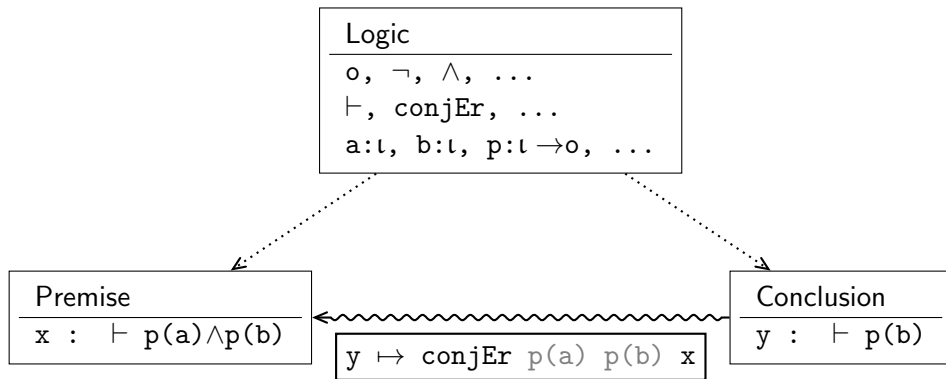 Logic
o, ¬, ∧, ...
⊢, conjEr, ...
a:ι, b:ι, p:ι→o, ...
Premise
x : ⊢ p(a)∧p(b)
Conclusion
y : ⊢ p(b)
y ↦ conjEr p(a) p(b) x